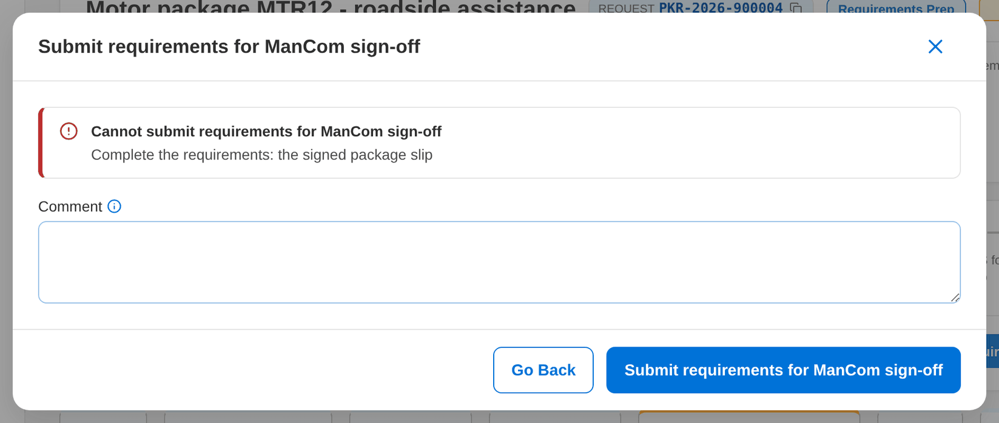 Motor package MTR12 - roadside assistance REQUEST PKR-2026-900004 Requirements Prep
Submit requirements for ManCom sign-off
Cannot submit requirements for ManCom sign-off
Complete the requirements: the signed package slip
Comment
Go Back Submit requirements for ManCom sign-off